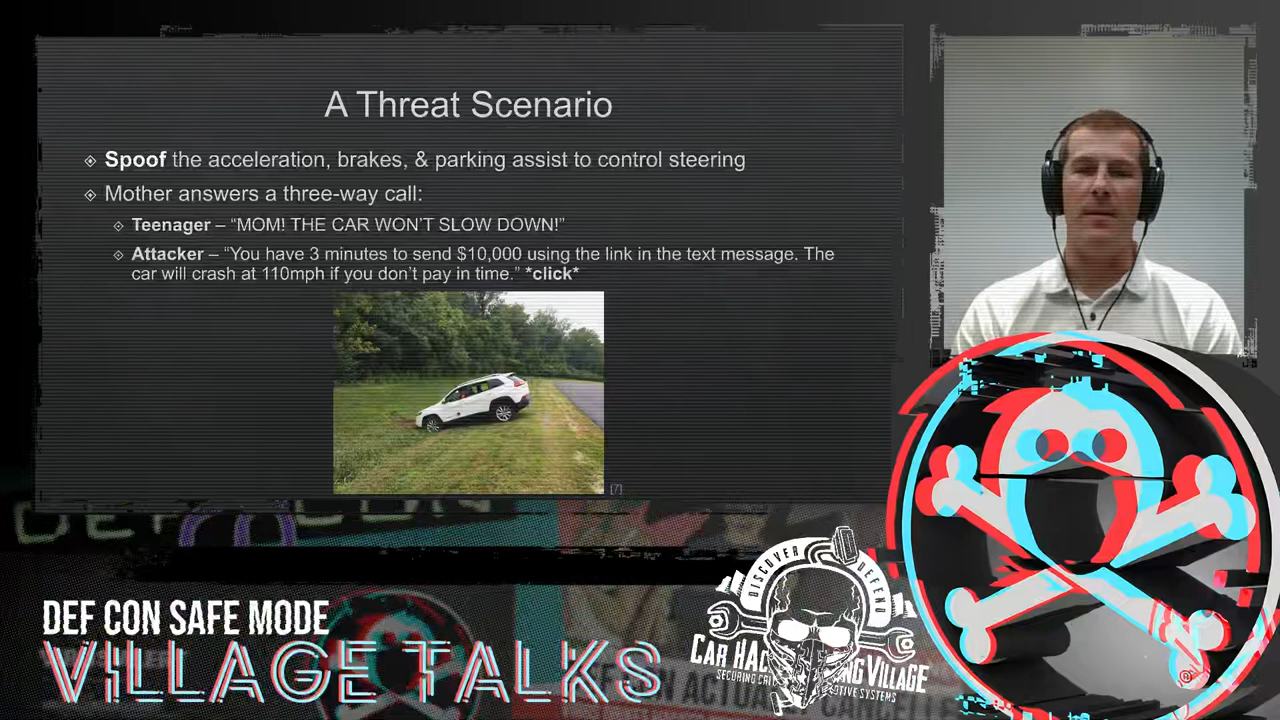 A Threat Scenario
Spoof the acceleration, brakes, & parking assist to control steering
Mother answers a three-way call:
Teenager – “MOM! THE CAR WON’T SLOW DOWN!”
Attacker – “You have 3 minutes to send $10,000 using the link in the text message. The
car will crash at 110mph if you don’t pay in time.” *click*
[7]
DEF CON
DEF CON SAFE MODE
VILLAGE TALKS
DISCOVER
DEFEND
CAR HACKING VILLAGE
®